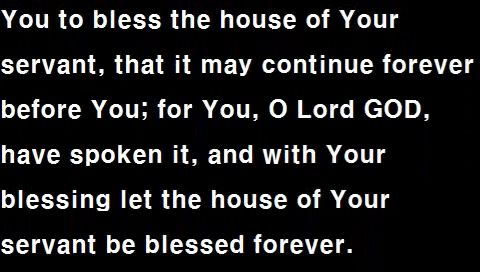 You to bless the house of Your
servant, that it may continue forever
before You; for You, O Lord GOD,
have spoken it, and with Your
blessing let the house of Your
servant be blessed forever.